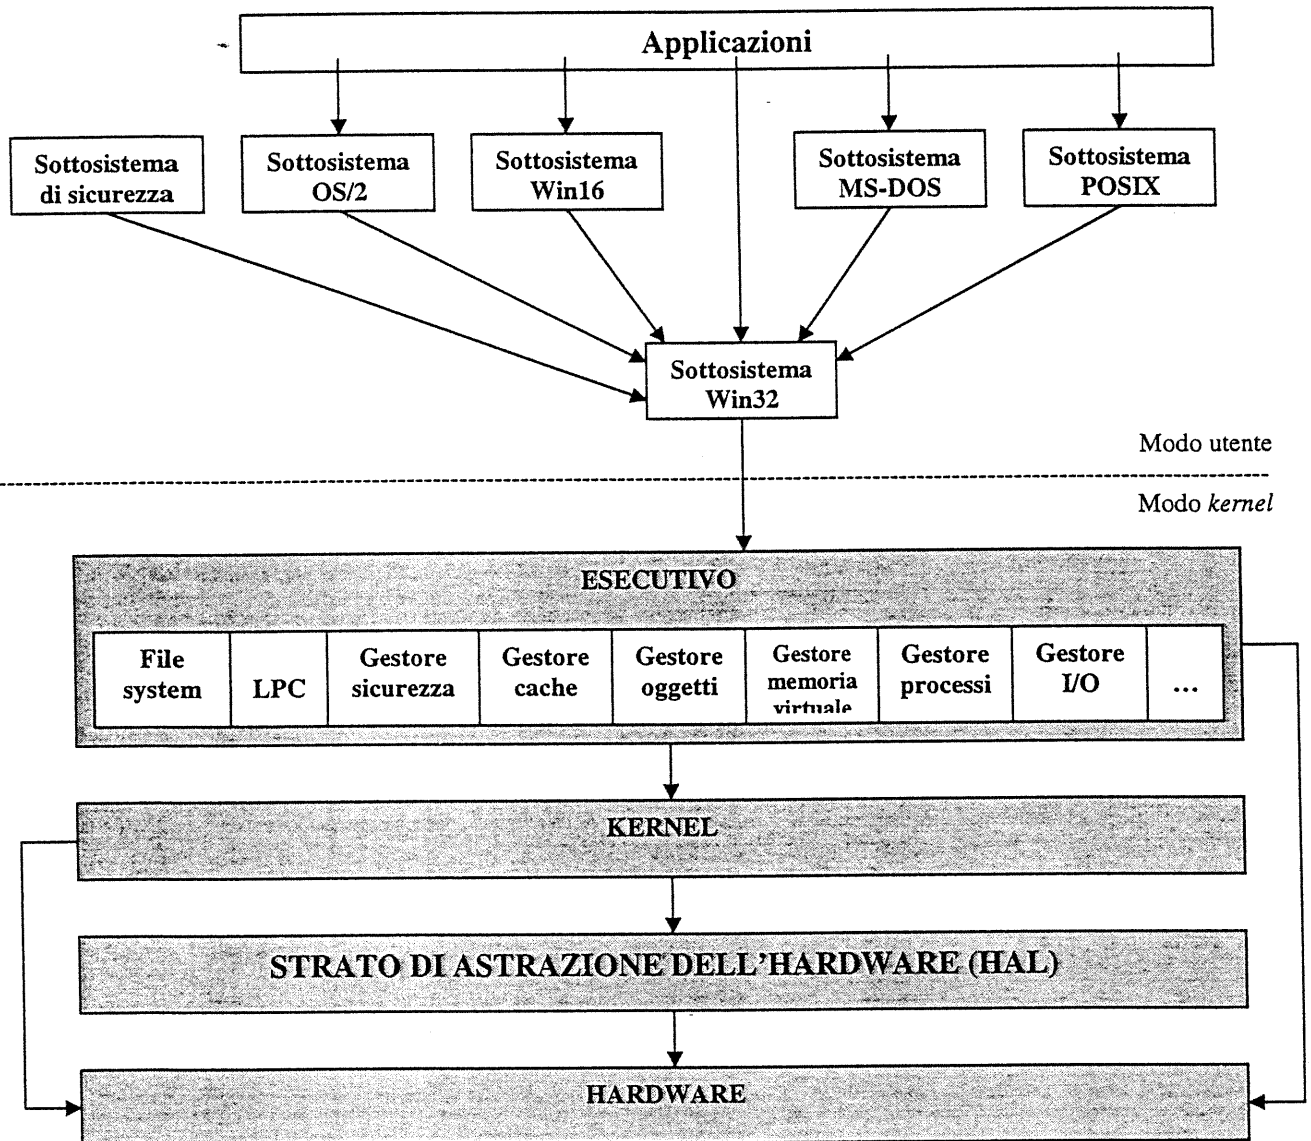 Applicazioni
Sottosistema
di sicurezza
Sottosistema
OS/2
Sottosistema
Win16
Sottosistema
MS-DOS
Sottosistema
POSIX
Sottosistema
Win32
Modo utente
Modo kernel
ESECUTIVO
File
system
LPC
Gestore
sicurezza
Gestore
cache
Gestore
oggetti
Gestore
memoria
virtuale
Gestore
processi
Gestore
I/O
...
KERNEL
STRATO DI ASTRAZIONE DELL'HARDWARE (HAL)
HARDWARE